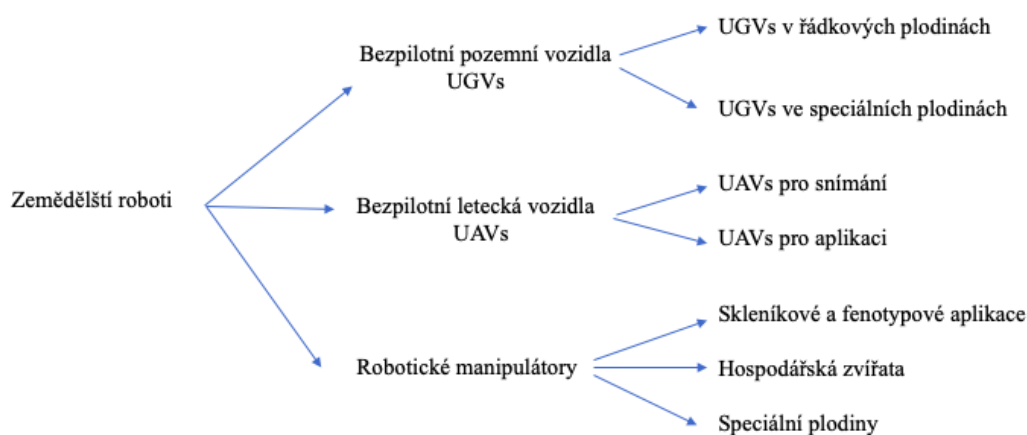 Zemědělští roboti
Bezpilotní pozemní vozidla
UGVs
UGVs v řádkových plodinách
UGVs ve speciálních plodinách
Bezpilotní letecká vozidla
UAVs
UAVs pro snímání
UAVs pro aplikaci
Robotické manipulátory
Skleníkové a fenotypové aplikace
Hospodářská zvířata
Speciální plodiny